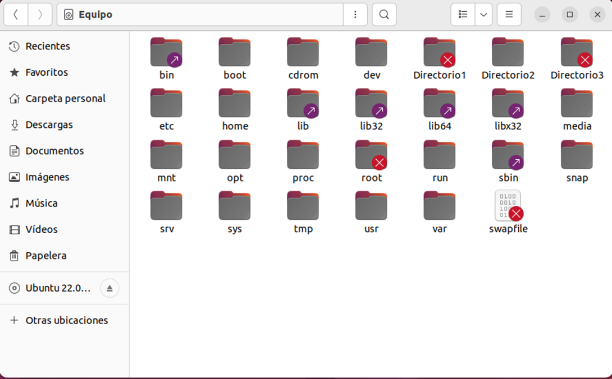 Equipo
Recientes
Favoritos
Carpeta personal
Descargas
Documentos
Imágenes
Música
Vídeos
Papelera
Ubuntu 22.0...
Otras ubicaciones
bin boot cdrom dev Directorio1 Directorio2 Directorio3
etc home lib lib32 lib64 libx32 media
mnt opt proc root run sbin snap
srv sys tmp usr var swapfile